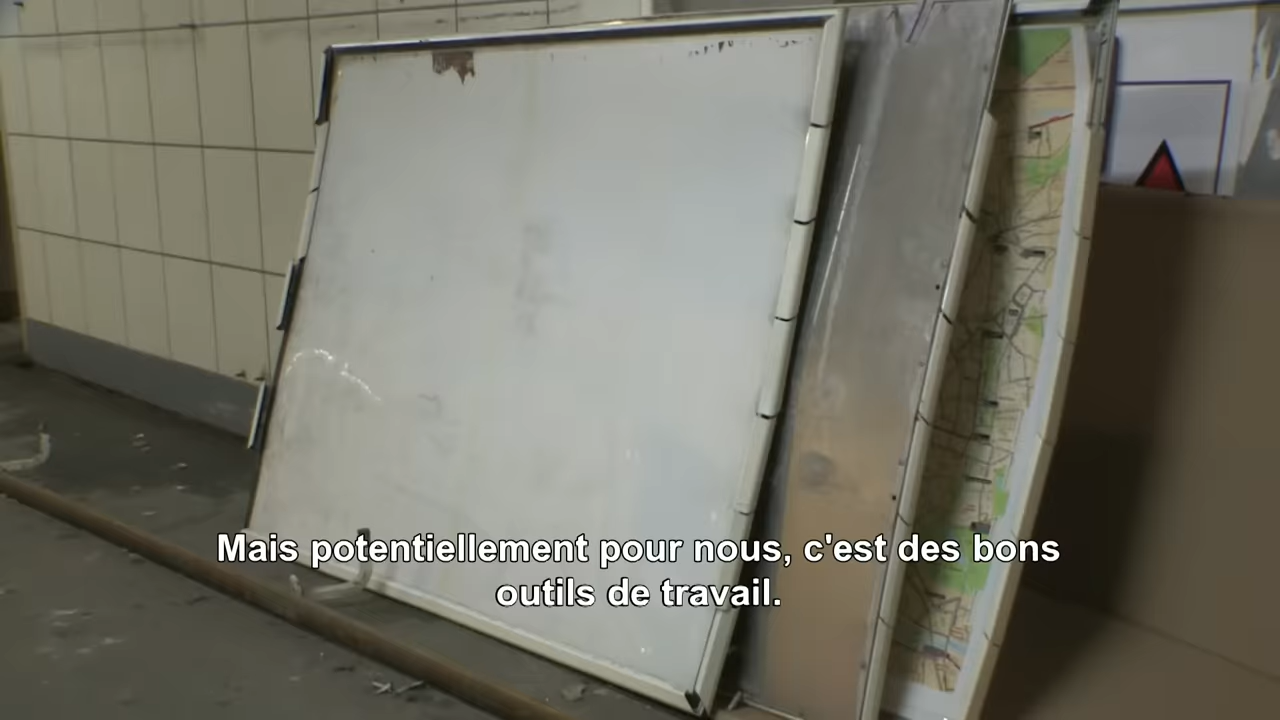 Mais potentiellement pour nous, c'est des bons
outils de travail.